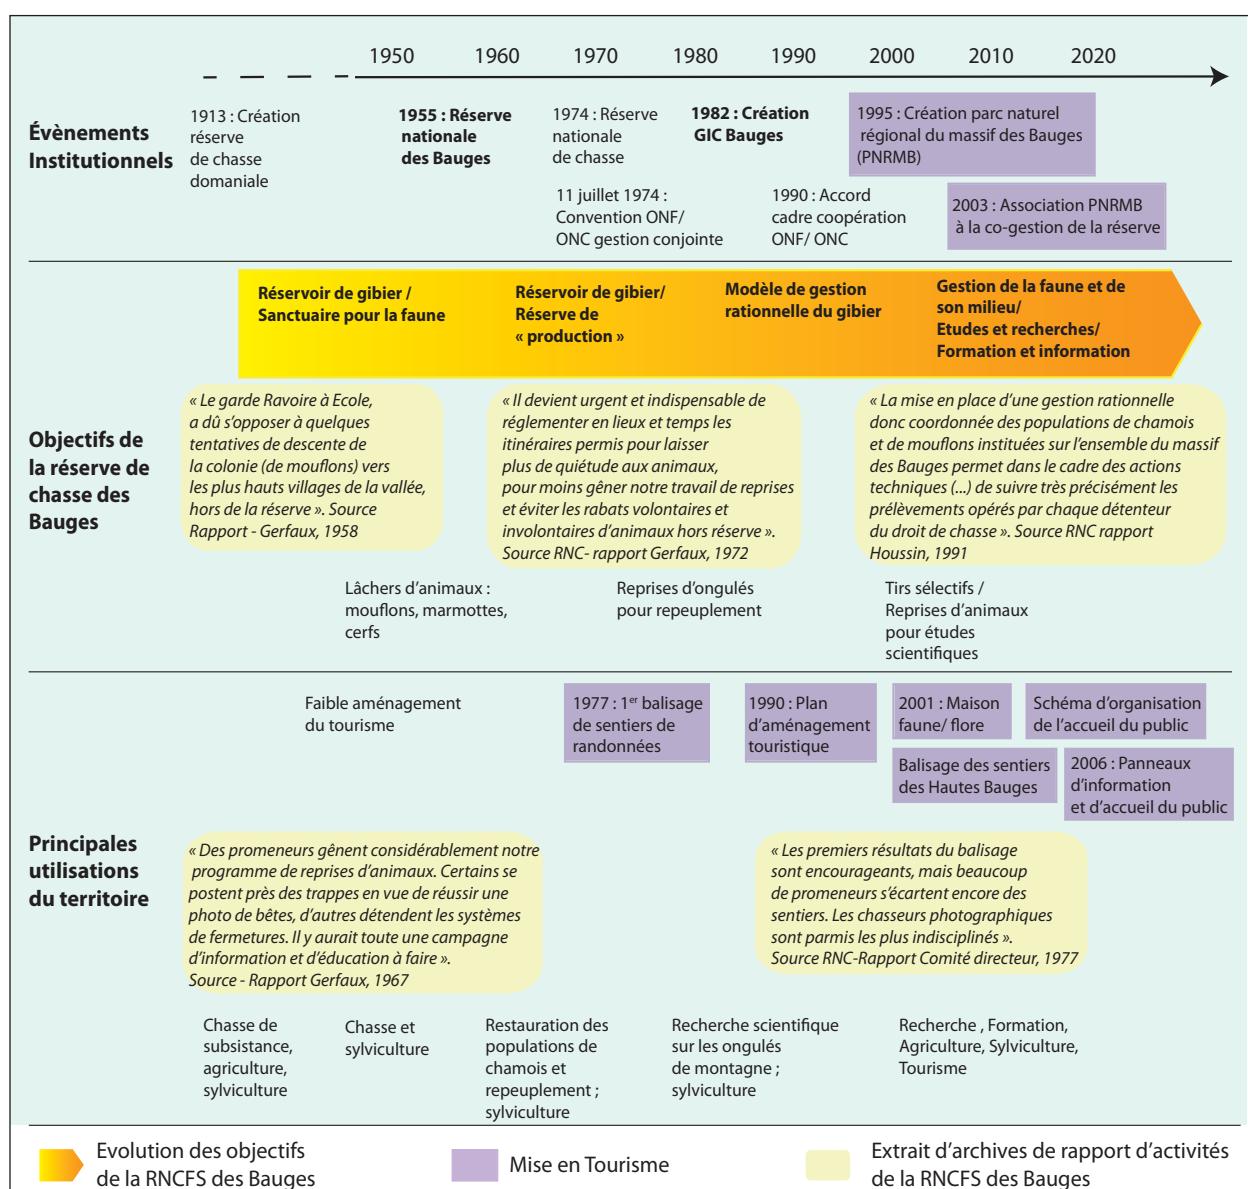 1950 1960 1970 1980 1990 2000 2010 2020
Évènements
Institutionnels
1913 : Création
réserve
de chasse
domaniale
1955 : Réserve
nationale
des Bauges
1974 : Réserve
nationale
de chasse
1982 : Création
GIC Bauges
1995 : Création parc naturel
régional du massif des Bauges
(PNRMB)
11 juillet 1974 :
Convention ONF/
ONC gestion conjointe
1990 : Accord
cadre coopération
ONF/ ONC
2003 : Association PNRMB
à la co-gestion de la réserve
Objectifs de
la réserve de
chasse des
Bauges
Réservoir de gibier /
Sanctuaire pour la faune
Réservoir de gibier/
Réserve de
« production »
Modèle de gestion
rationnelle du gibier
Gestion de la faune et de
son milieu/
Etudes et recherches/
Formation et information
« Le garde Ravoire à Ecole,
a dû s'opposer à quelques
tentatives de descente de
la colonie (de mouflons) vers
les plus hauts villages de la vallée,
hors de la réserve ». Source
Rapport - Gerfaux, 1958
« Il devient urgent et indispensable de
réglementer en lieux et temps les
itinéraires permis pour laisser
plus de quiétude aux animaux,
pour moins gêner notre travail de reprises
et éviter les rabats volontaires et
involontaires d'animaux hors réserve ».
Source RNC- rapport Gerfaux, 1972
« La mise en place d'une gestion rationnelle
donc coordonnée des populations de chamois
et de mouflons instituées sur l'ensemble du massif
des Bauges permet dans le cadre des actions
techniques (...) de suivre très précisément les
prélèvements opérés par chaque détenteur
du droit de chasse ». Source RNC rapport
Houssin, 1991
Lâchers d'animaux :
mouflons, marmottes,
cerfs
Reprises d'ongulés
pour repeuplement
Tirs sélectifs /
Reprises d'animaux
pour études
scientifiques
Principales
utilisations
du territoire
Faible aménagement
du tourisme
1977 : 1er balisage
de sentiers de
randonnées
1990 : Plan
d'aménagement
touristique
2001 : Maison
faune/ flore
Schéma d'organisation
de l'accueil du public
Balisage des sentiers
des Hautes Bauges
2006 : Panneaux
d'information
et d'accueil du public
« Des promeneurs gênent considérablement notre
programme de reprises d'animaux. Certains se
postent près des trappes en vue de réussir une
photo de bêtes, d'autres détendent les systèmes
de fermetures. Il y aurait toute une campagne
d'information et d'éducation à faire ».
Source - Rapport Gerfaux, 1967
« Les premiers résultats du balisage
sont encourageants, mais beaucoup
de promeneurs s'écartent encore des
sentiers. Les chasseurs photographiques
sont parmis les plus indisciplinés ».
Source RNC-Rapport Comité directeur, 1977
Chasse de
subsistance,
agriculture,
sylviculture
Chasse et
sylviculture
Restauration des
populations de
chamois et
repeuplement ;
sylviculture
Recherche scientifique
sur les ongulés
de montagne ;
sylviculture
Recherche , Formation,
Agriculture, Sylviculture,
Tourisme
Evolution des objectifs
de la RNCFS des Bauges
Mise en Tourisme
Extrait d'archives de rapport d'activités
de la RNCFS des Bauges